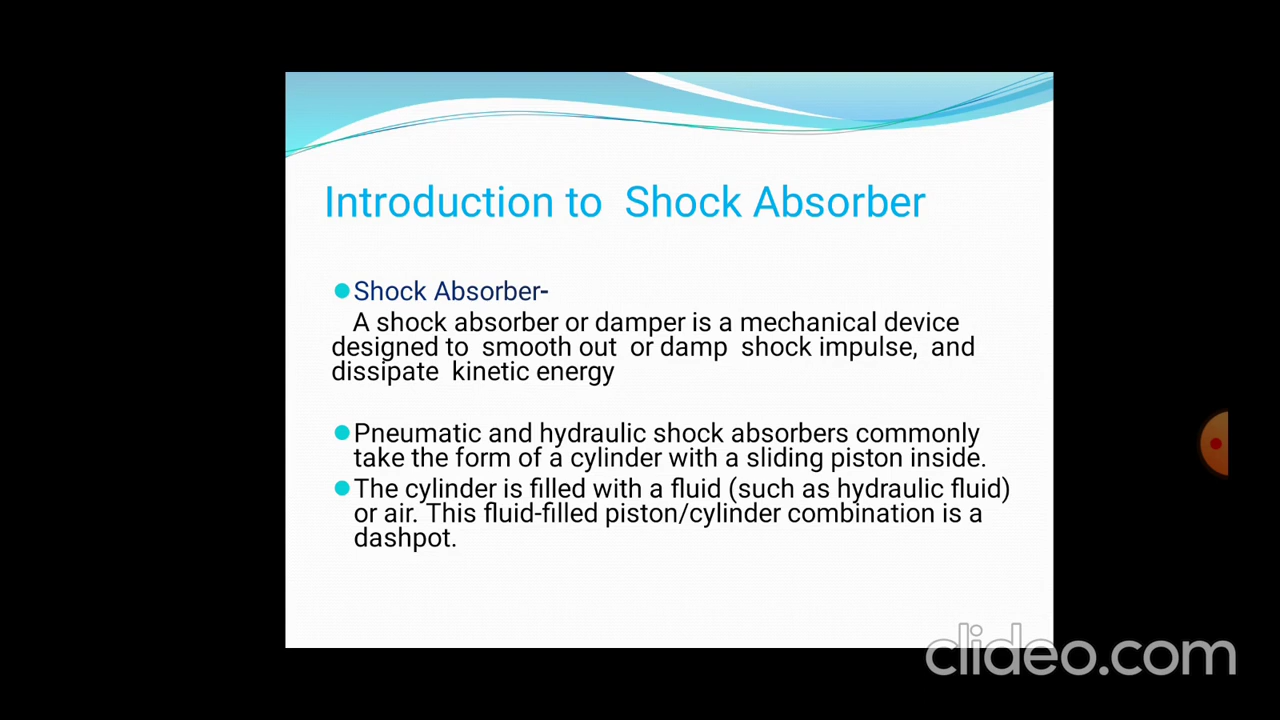 Introduction to  Shock Absorber
Shock Absorber-
A shock absorber or damper is a mechanical device
designed to  smooth out  or damp  shock impulse,  and
dissipate  kinetic energy
Pneumatic and hydraulic shock absorbers commonly
take the form of a cylinder with a sliding piston inside.
The cylinder is filled with a fluid (such as hydraulic fluid)
or air. This fluid-filled piston/cylinder combination is a
dashpot.
clideo.com